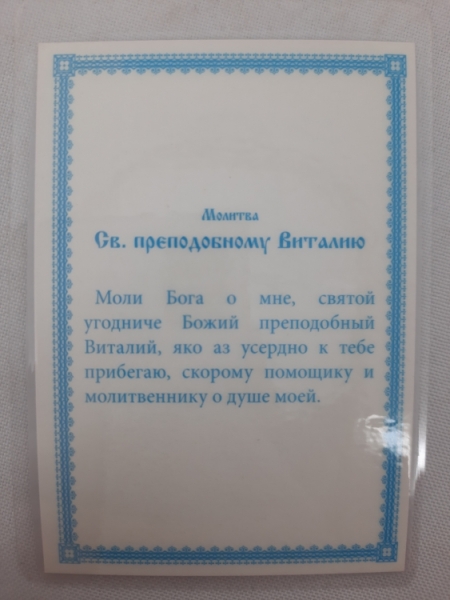 Молитва
Св. преподобному Виталию
Моли Бога о мне, святой
угодниче Божий преподобный
Виталий, яко аз усердно к тебе
прибегаю, скорому помощику и
молитвеннику о душе моей.